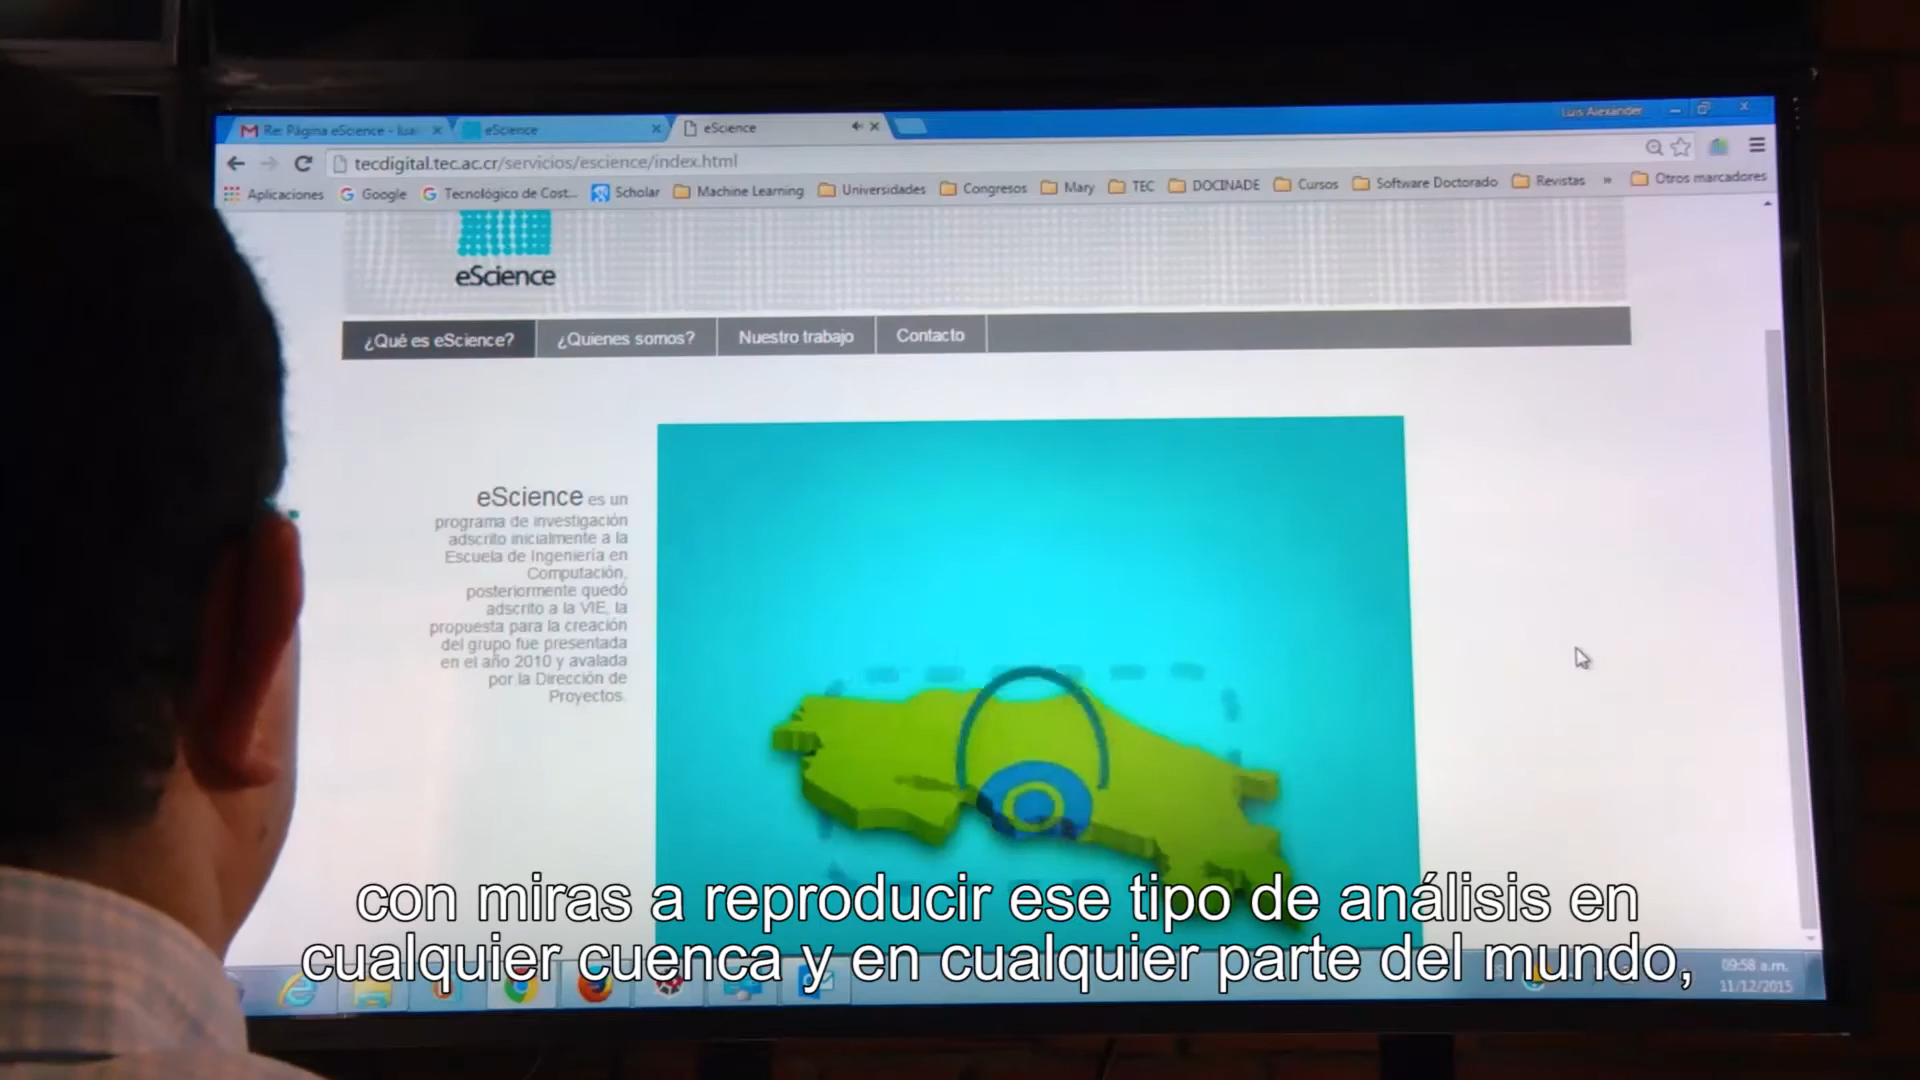 Luis Alexander
Re: Página eScience - lua
eScience
eScience
tecdigital.tec.ac.cr/servicios/escience/index.html
Aplicaciones Google Tecnológico de Cost... Scholar Machine Learning Universidades Congresos Mary TEC DOCINADE Cursos Software Doctorado Revistas » Otros marcadores
eScience
¿Qué es eScience? ¿Quienes somos? Nuestro trabajo Contacto
eScience es un
programa de investigación
adscrito inicialmente a la
Escuela de Ingeniería en
Computación,
posteriormente quedó
adscrito a la VIE, la
propuesta para la creación
del grupo fue presentada
en el año 2010 y avalada
por la Dirección de
Proyectos.
con miras a reproducir ese tipo de análisis en
cualquier cuenca y en cualquier parte del mundo,
09:58 a.m.
11/12/2015